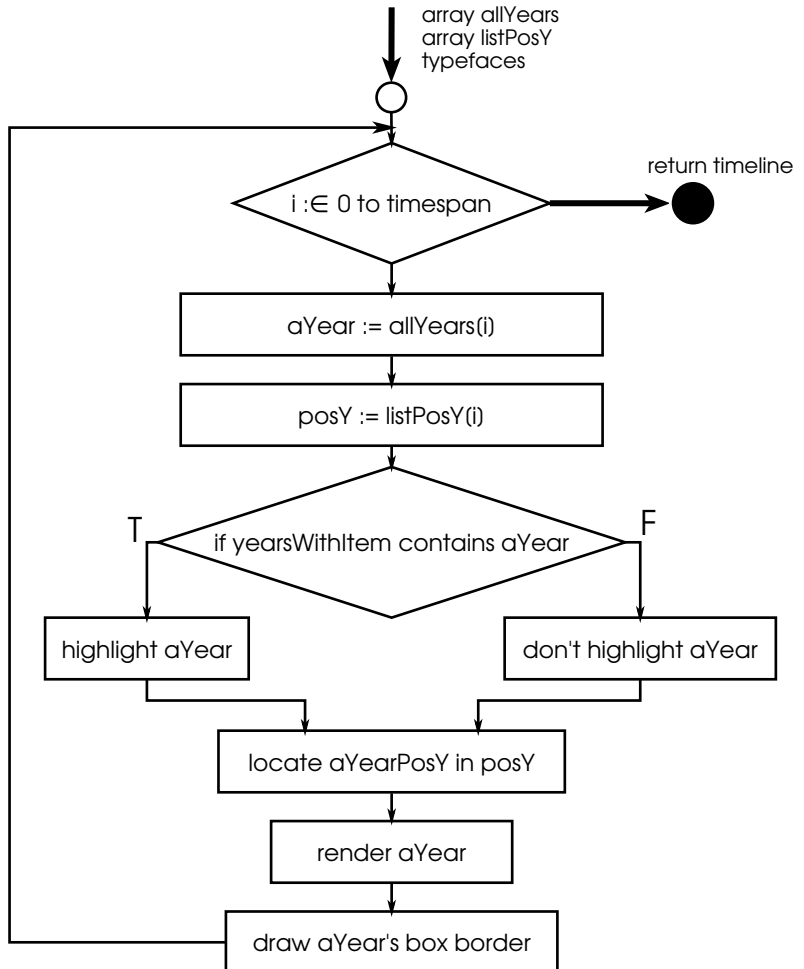 array allYears
array listPosY
typefaces
return timeline
i :∈ 0 to timespan
aYear := allYears(i)
posY := listPosY(i)
T
F
if yearsWithItem contains aYear
highlight aYear
don't highlight aYear
locate aYearPosY in posY
render aYear
draw aYear's box border